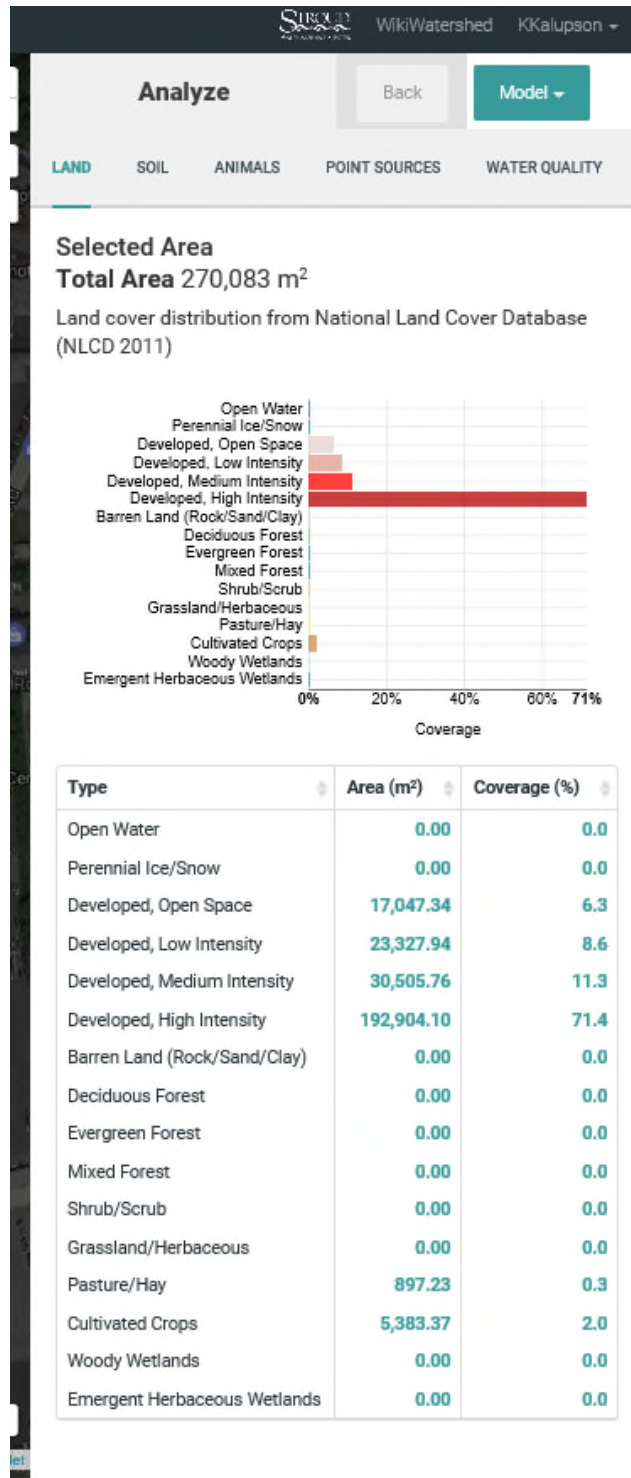 STROUD
WikiWatershed
KKalupson
Analyze
Back
Model
LAND
SOIL
ANIMALS
POINT SOURCES
WATER QUALITY
Selected Area
Total Area 270,083 m²
Land cover distribution from National Land Cover Database
(NLCD 2011)
Open Water
Perennial Ice/Snow
Developed, Open Space
Developed, Low Intensity
Developed, Medium Intensity
Developed, High Intensity
Barren Land (Rock/Sand/Clay)
Deciduous Forest
Evergreen Forest
Mixed Forest
Shrub/Scrub
Grassland/Herbaceous
Pasture/Hay
Cultivated Crops
Woody Wetlands
Emergent Herbaceous Wetlands
0% 20% 40% 60% 71%
Coverage
Type Area (m²) Coverage (%)
Open Water 0.00 0.0
Perennial Ice/Snow 0.00 0.0
Developed, Open Space 17,047.34 6.3
Developed, Low Intensity 23,327.94 8.6
Developed, Medium Intensity 30,505.76 11.3
Developed, High Intensity 192,904.10 71.4
Barren Land (Rock/Sand/Clay) 0.00 0.0
Deciduous Forest 0.00 0.0
Evergreen Forest 0.00 0.0
Mixed Forest 0.00 0.0
Shrub/Scrub 0.00 0.0
Grassland/Herbaceous 0.00 0.0
Pasture/Hay 897.23 0.3
Cultivated Crops 5,383.37 2.0
Woody Wetlands 0.00 0.0
Emergent Herbaceous Wetlands 0.00 0.0